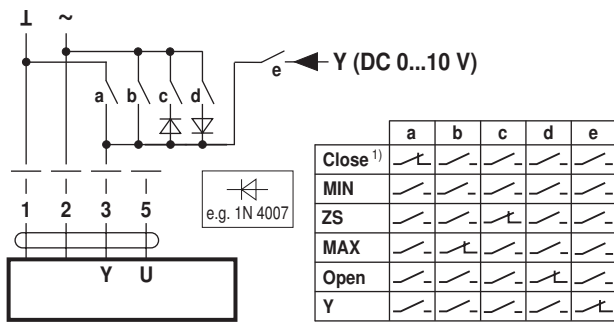 ⊥ ~
e
Y (DC 0...10 V)
a b c d
1 2 3 5
e.g. 1N 4007
Y U
a b c d e
Close 1)
MIN
ZS
MAX
Open
Y